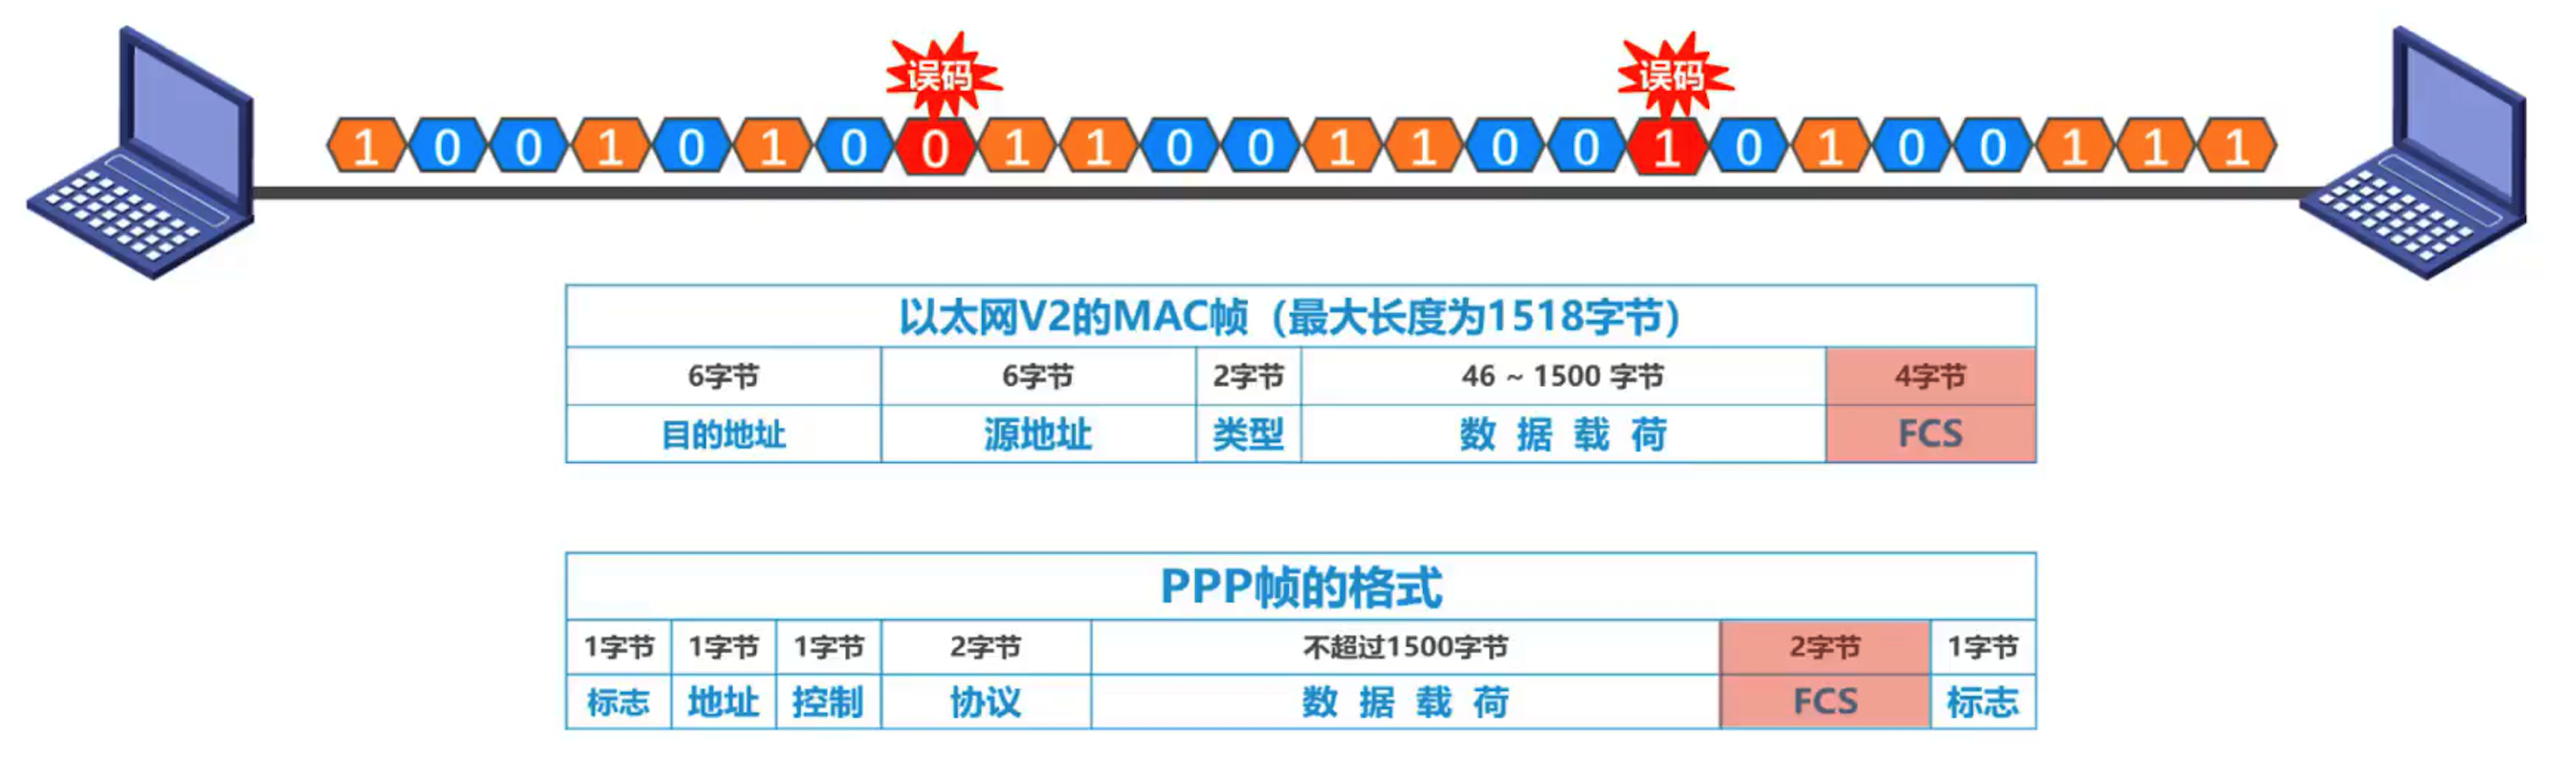 误码 误码
1 0 0 1 0 1 0 0 1 1 0 0 1 1 0 0 1 0 1 0 0 1 1 1
以太网V2的MAC帧（最大长度为1518字节）
6字节 6字节 2字节 46 ~ 1500 字节 4字节
目的地址 源地址 类型 数 据 载 荷 FCS
PPP帧的格式
1字节 1字节 1字节 2字节 不超过1500字节 2字节 1字节
标志 地址 控制 协议 数 据 载 荷 FCS 标志